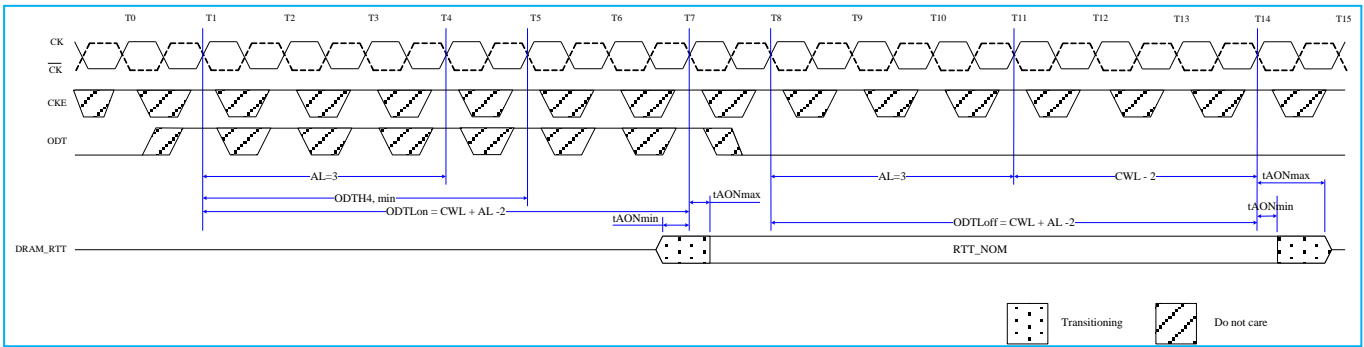 T0 T1 T2 T3 T4 T5 T6 T7 T8 T9 T10 T11 T12 T13 T14 T15
CK
CK
CKE
ODT
AL=3 AL=3 CWL - 2
tAONmax
ODTH4, min
tAONmax
ODTLon = CWL + AL -2
tAONmin
tAONmin
ODTLoff = CWL + AL -2
DRAM_RTT RTT_NOM
Transitioning Do not care